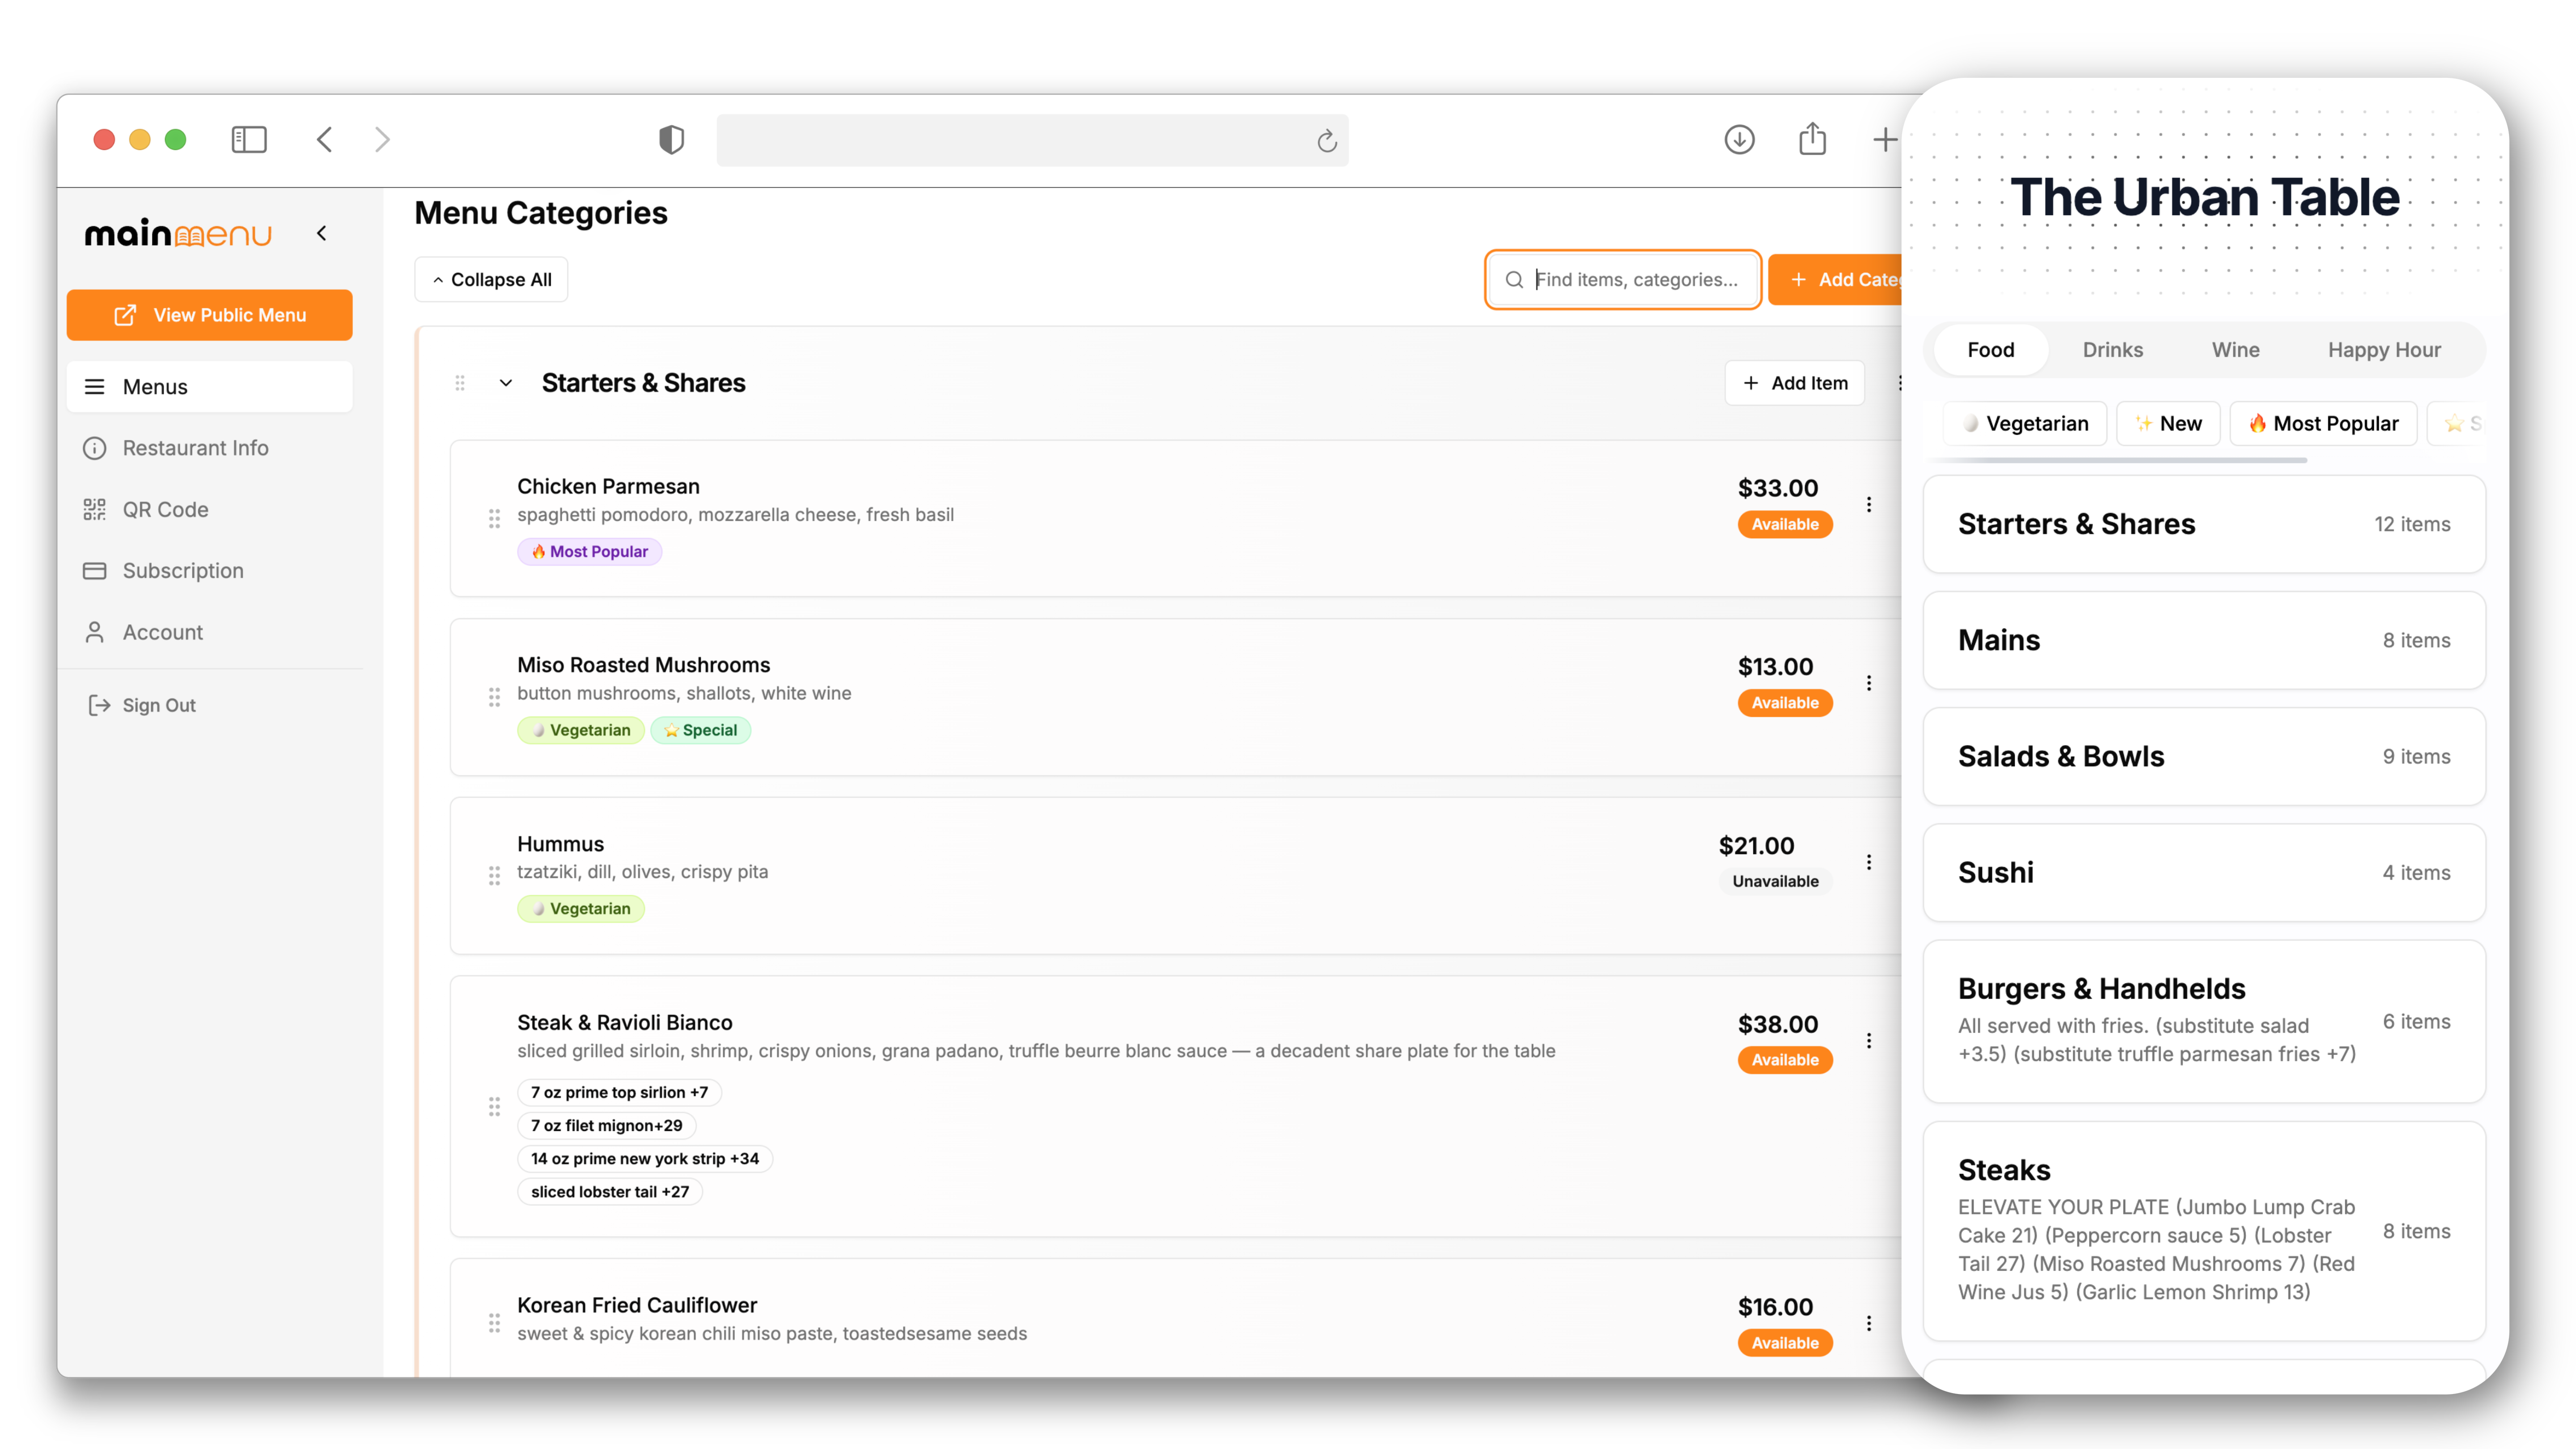 mainmenu
View Public Menu
Menus
Restaurant Info
QR Code
Subscription
Account
Sign Out
Menu Categories
Collapse All
Find items, categories...
+ Add Categ
Starters & Shares
+ Add Item
Chicken Parmesan
spaghetti pomodoro, mozzarella cheese, fresh basil
🔥 Most Popular
$33.00
Available
Miso Roasted Mushrooms
button mushrooms, shallots, white wine
🥚 Vegetarian
⭐ Special
$13.00
Available
Hummus
tzatziki, dill, olives, crispy pita
🥚 Vegetarian
$21.00
Unavailable
Steak & Ravioli Bianco
sliced grilled sirloin, shrimp, crispy onions, grana padano, truffle beurre blanc sauce — a decadent share plate for the table
7 oz prime top sirlion +7
7 oz filet mignon+29
14 oz prime new york strip +34
sliced lobster tail +27
$38.00
Available
Korean Fried Cauliflower
sweet & spicy korean chili miso paste, toastedsesame seeds
$16.00
Available
The Urban Table
Food
Drinks
Wine
Happy Hour
🥚 Vegetarian
✨ New
🔥 Most Popular
⭐ S
Starters & Shares
12 items
Mains
8 items
Salads & Bowls
9 items
Sushi
4 items
Burgers & Handhelds
All served with fries. (substitute salad
+3.5) (substitute truffle parmesan fries +7)
6 items
Steaks
ELEVATE YOUR PLATE (Jumbo Lump Crab
Cake 21) (Peppercorn sauce 5) (Lobster
Tail 27) (Miso Roasted Mushrooms 7) (Red
Wine Jus 5) (Garlic Lemon Shrimp 13)
8 items